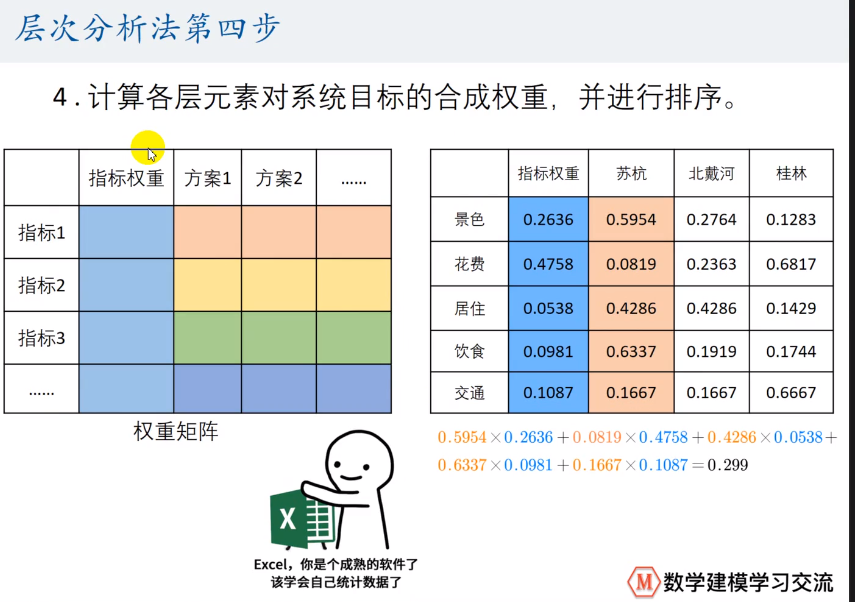 层次分析法第四步
4.计算各层元素对系统目标的合成权重，并进行排序。
指标权重 方案1 方案2 ......
指标1
指标2
指标3
......
权重矩阵
指标权重 苏杭 北戴河 桂林
景色 0.2636 0.5954 0.2764 0.1283
花费 0.4758 0.0819 0.2363 0.6817
居住 0.0538 0.4286 0.4286 0.1429
饮食 0.0981 0.6337 0.1919 0.1744
交通 0.1087 0.1667 0.1667 0.6667
0.5954×0.2636+0.0819×0.4758+0.4286×0.0538+
0.6337×0.0981+0.1667×0.1087=0.299
X
Excel，你是个成熟的软件了
该学会自己统计数据了
M 数学建模学习交流